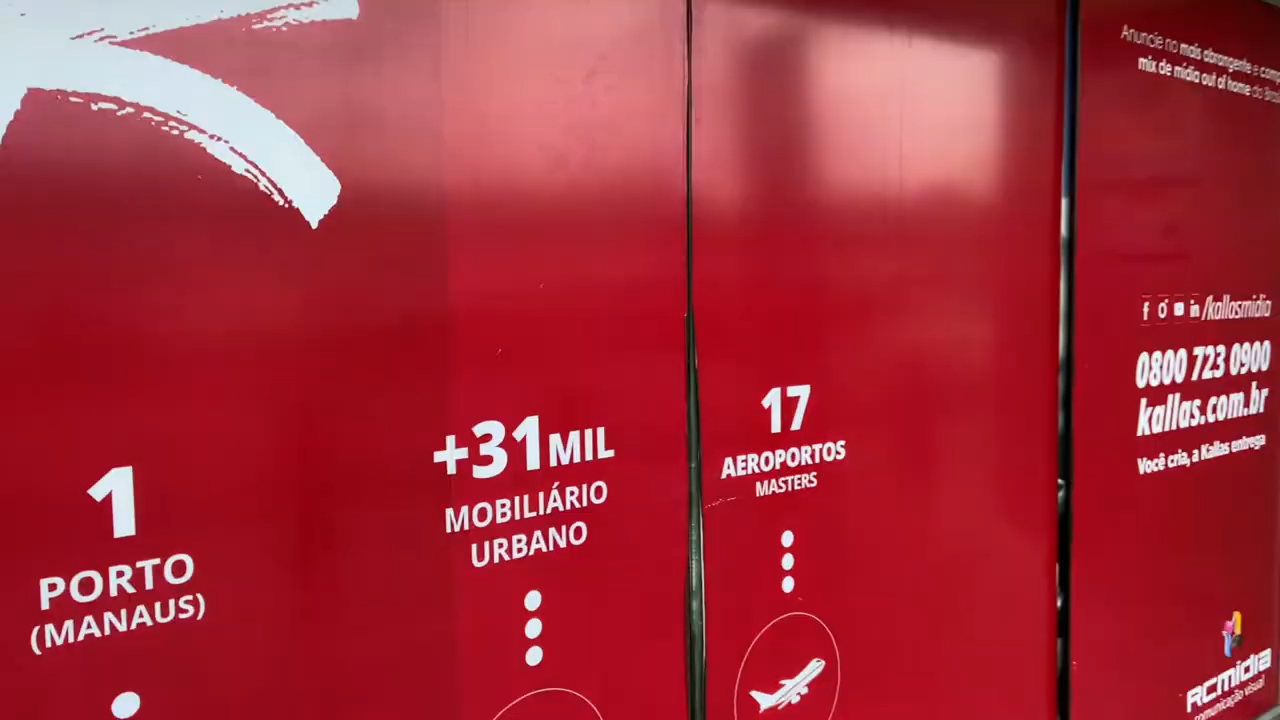 1
PORTO
(MANAUS)
+31MIL
MOBILIÁRIO
URBANO
17
AEROPORTOS
MASTERS
Anuncie no mais abrangente e
mix de mídia out of home do
/kallasmidia
0800 723 0900
kallas.com.br
Você cria, a Kallas entrega
RCmídia
comunicação visual